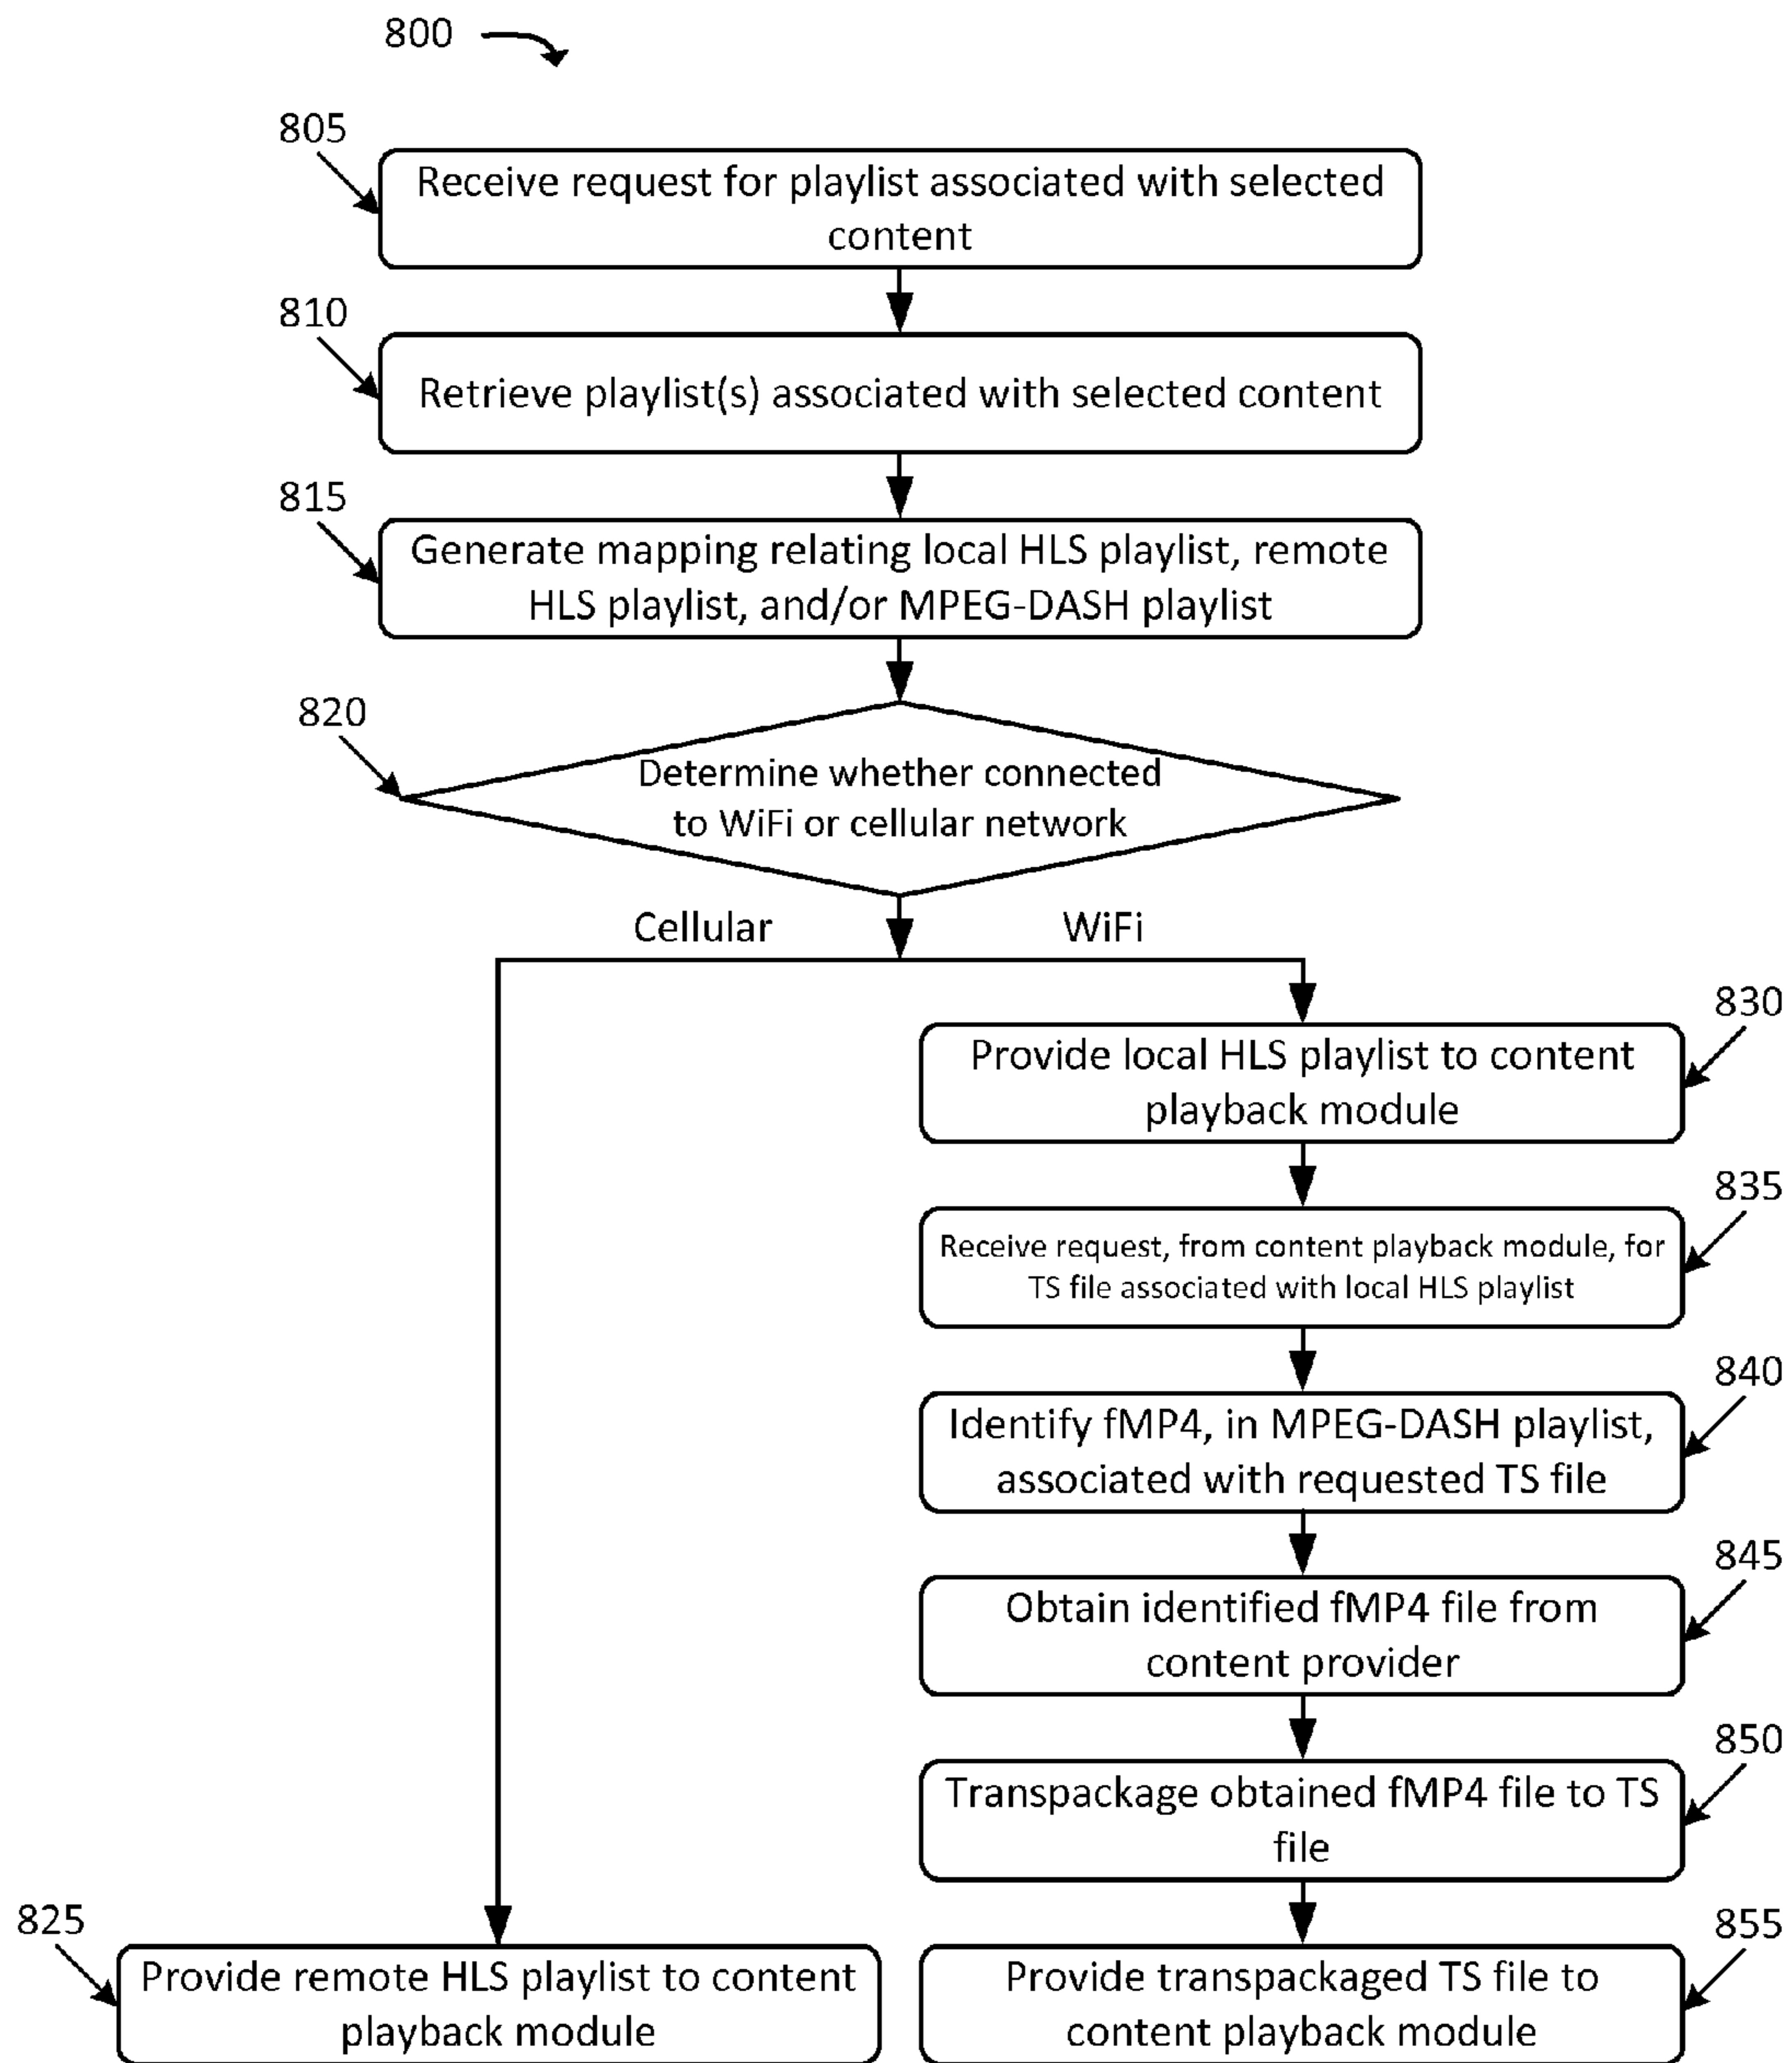 800
805
Receive request for playlist associated with selected
content
810
Retrieve playlist(s) associated with selected content
815
Generate mapping relating local HLS playlist, remote
HLS playlist, and/or MPEG-DASH playlist
820
Determine whether connected
to WiFi or cellular network
Cellular
WiFi
830
Provide local HLS playlist to content
playback module
835
Receive request, from content playback module, for
TS file associated with local HLS playlist
840
Identify fMP4, in MPEG-DASH playlist,
associated with requested TS file
845
Obtain identified fMP4 file from
content provider
850
Transpackage obtained fMP4 file to TS
file
825
Provide remote HLS playlist to content
playback module
855
Provide transpackaged TS file to
content playback module